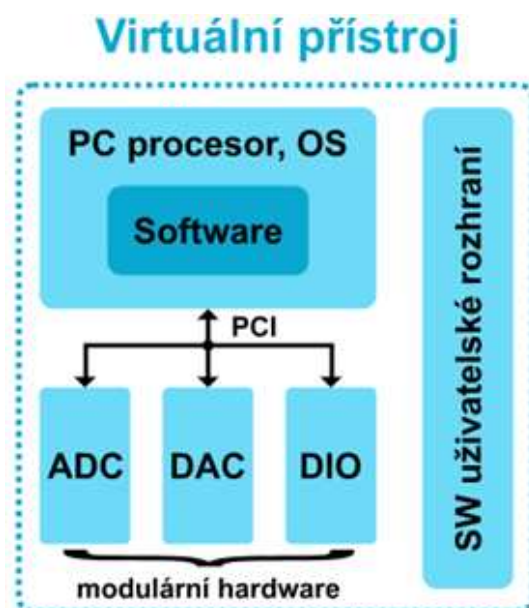 Virtuální přístroj
PC procesor, OS
Software
PCI
ADC
DAC
DIO
modulární hardware
SW uživatelské rozhraní